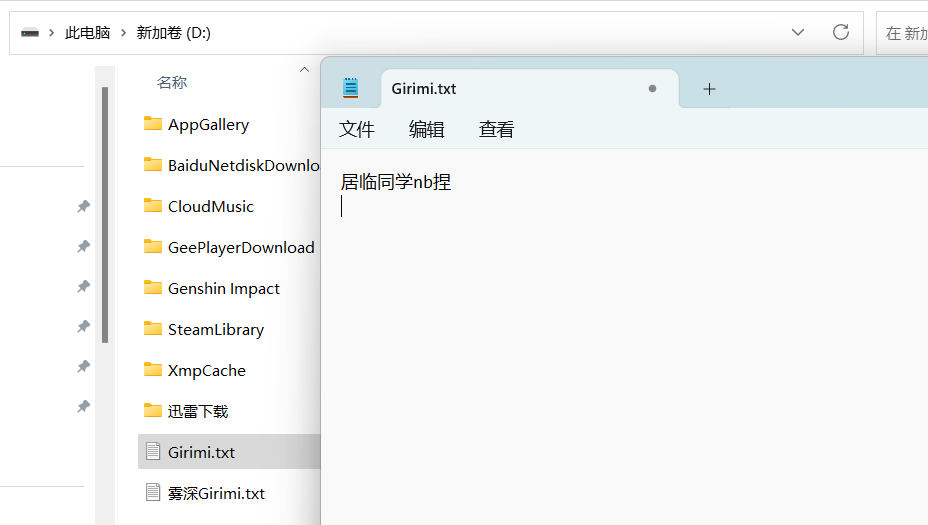 此电脑 新加卷 (D:)
在 新加
名称
AppGallery
BaiduNetdiskDownlo
CloudMusic
GeePlayerDownload
Genshin Impact
SteamLibrary
XmpCache
迅雷下载
Girimi.txt
雾深Girimi.txt
Girimi.txt
文件 编辑 查看
居临同学nb捏